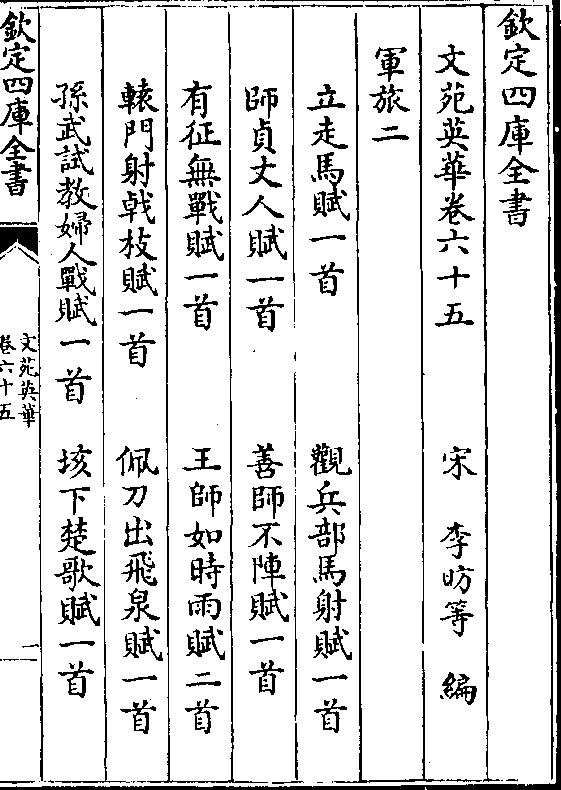 欽定四庫全書
文苑英華卷六十五 宋 李昉等 編
軍旅二
立走馬賦一首 觀兵部馬射賦一首
師貞丈人賦一首 善師不陣賦一首
有征無戰賦一首 王師如時雨賦二首
轅門射戟枝賦一首 佩刀出飛泉賦一首
孫武試教婦人戰賦一首 垓下楚歌賦一首
欽定四庫全書
文苑英華
卷六十五
一